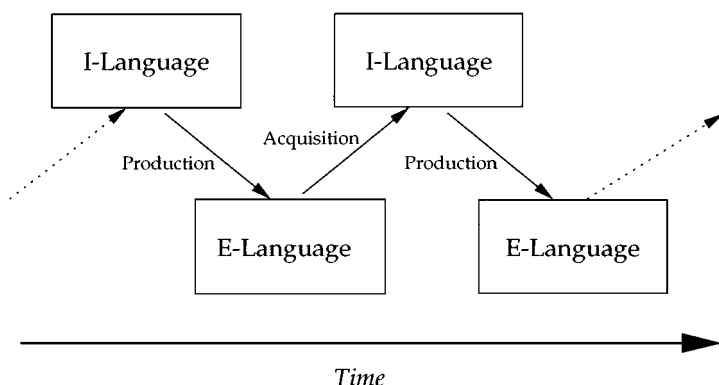 I-Language
I-Language
Acquisition
Production
Production
E-Language
E-Language
Time